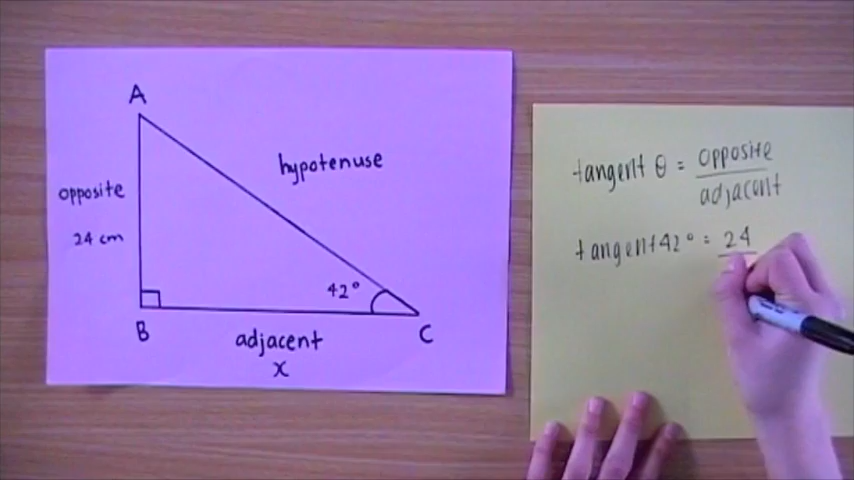 A
hypotenuse
opposite
24 cm
42°
B
adjacent
C
x
tangent θ = opposite
adjacent
tangent 42° = 24